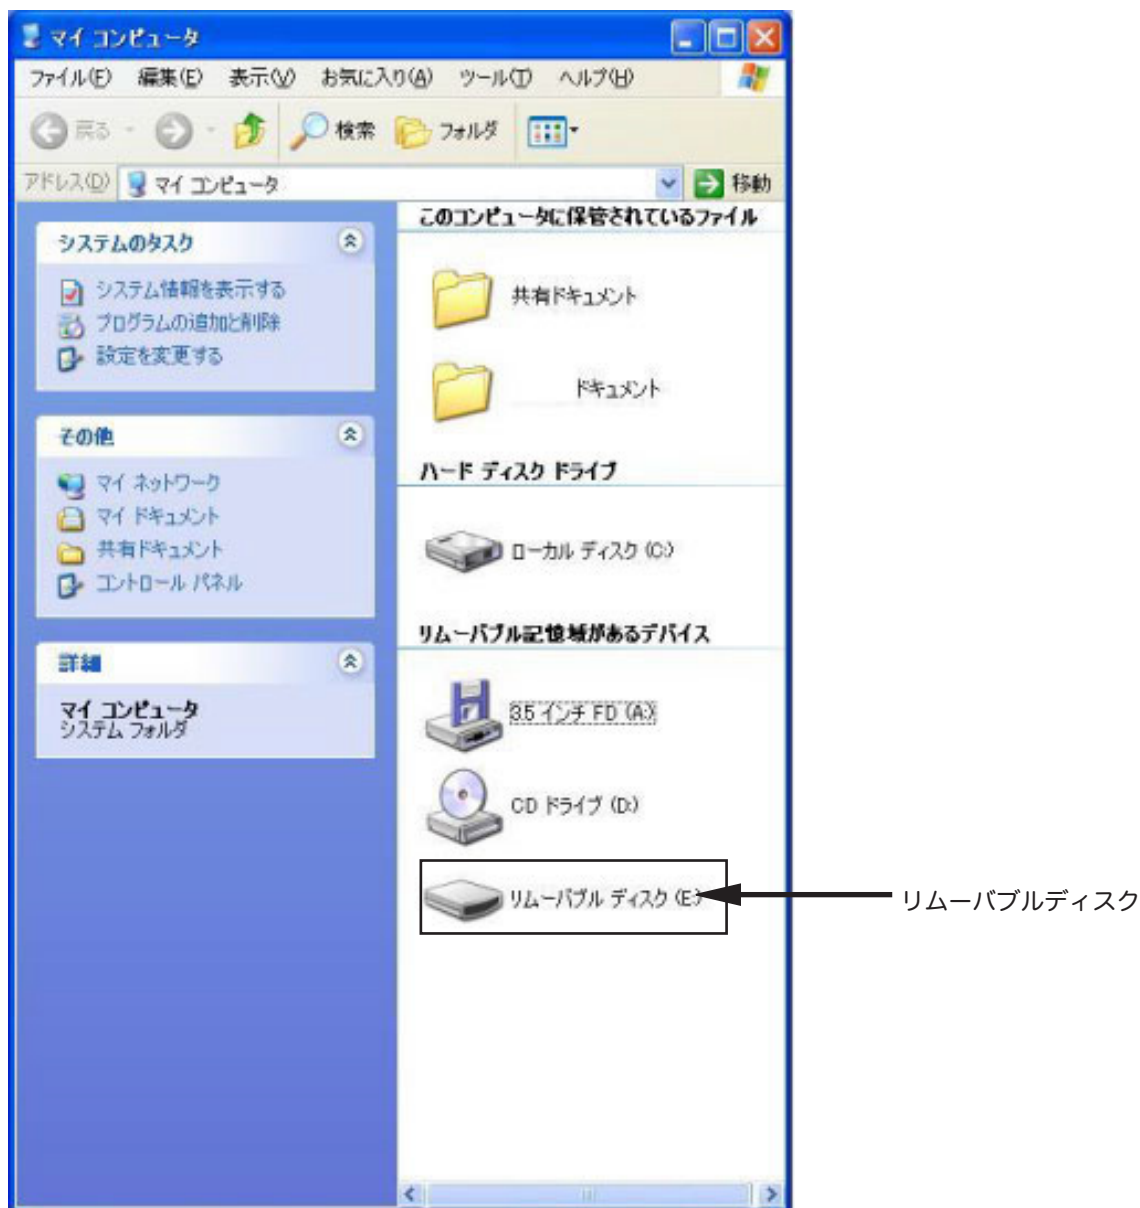 マイ コンピュータ
ファイル(F) 編集(E) 表示(V) お気に入り(A) ツール(T) ヘルプ(H)
戻る 検索 フォルダ
アドレス(D) マイ コンピュータ 移動
システムのタスク
システム情報を表示する
プログラムの追加と削除
設定を変更する
その他
マイ ネットワーク
マイ ドキュメント
共有ドキュメント
コントロール パネル
詳細
マイ コンピュータ
システム フォルダ
このコンピュータに保管されているファイル
共有ドキュメント
ドキュメント
ハード ディスク ドライブ
ローカル ディスク (C:)
リムーバブル記憶域があるデバイス
3.5 インチ FD (A:)
CD ドライブ (D:)
リムーバブル ディスク (E:)
リムーバブルディスク